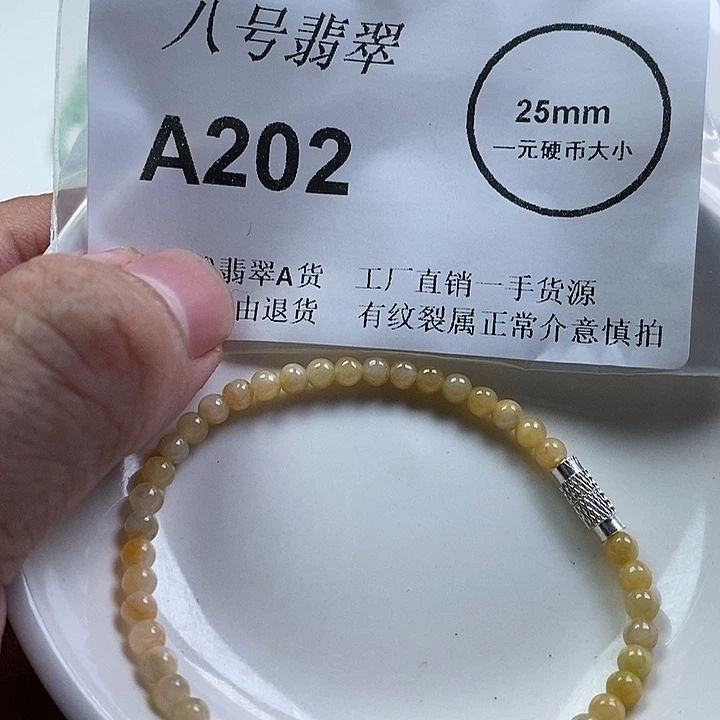 八号翡翠
A202
25mm
一元硬币大小
翡翠A货 工厂直销一手货源
由退货 有纹裂属正常介意慎拍